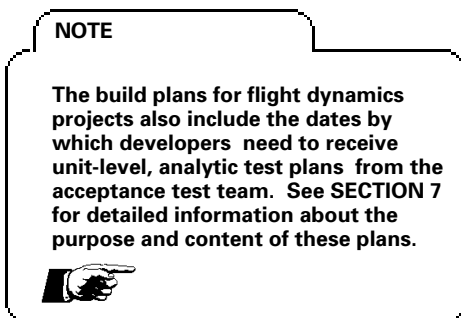 NOTE
The build plans for flight dynamics
projects also include the dates by
which developers need to receive
unit-level, analytic test plans from the
acceptance test team. See SECTION 7
for detailed information about the
purpose and content of these plans.